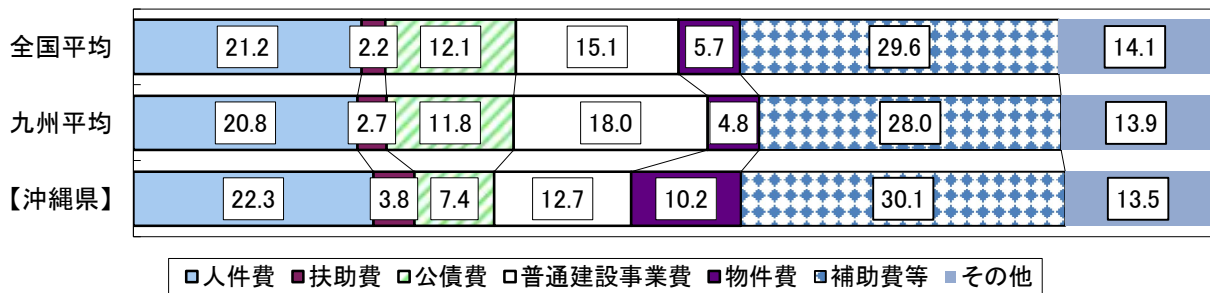 全国平均 21.2 2.2 12.1 15.1 5.7 29.6 14.1
九州平均 20.8 2.7 11.8 18.0 4.8 28.0 13.9
【沖縄県】 22.3 3.8 7.4 12.7 10.2 30.1 13.5
人件費 扶助費 公債費 普通建設事業費 物件費 補助費等 その他